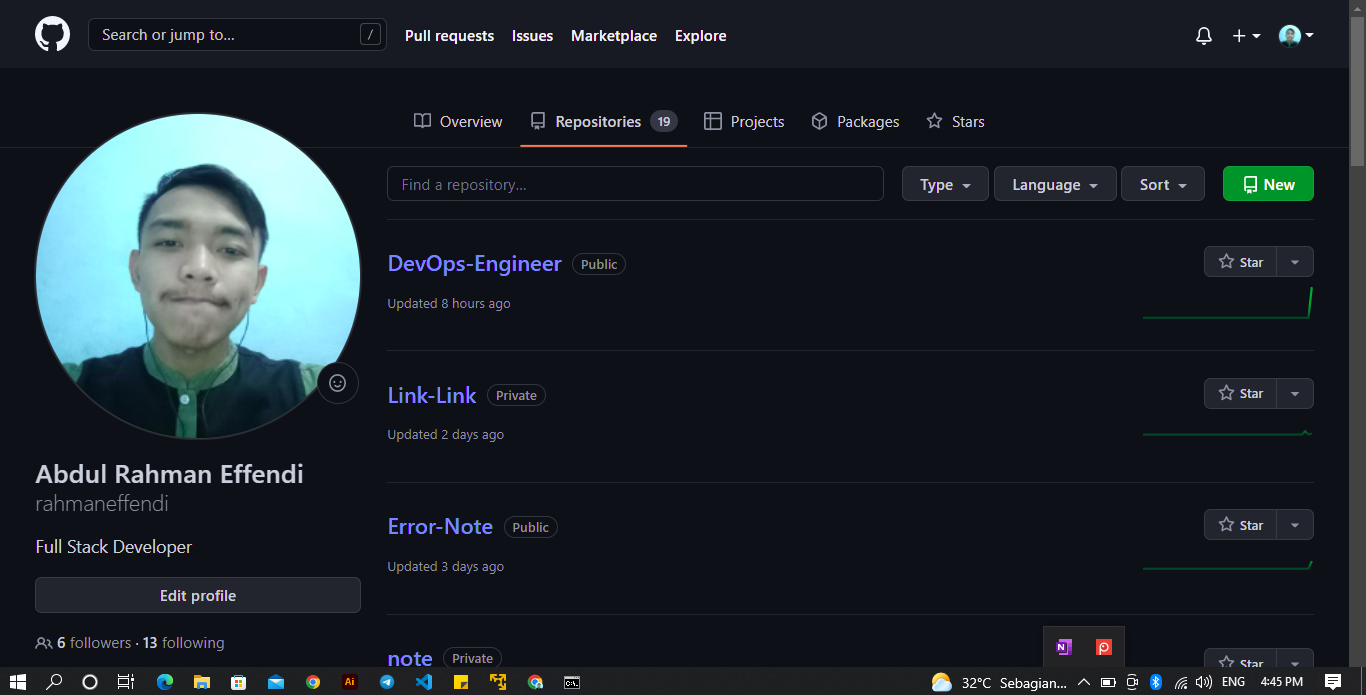 Search or jump to... /
Pull requests Issues Marketplace Explore
Overview Repositories 19 Projects Packages Stars
Find a repository...
Type Language Sort New
DevOps-Engineer Public
Star
Updated 8 hours ago
Link-Link Private
Star
Updated 2 days ago
Error-Note Public
Star
Updated 3 days ago
note Private
Star
Abdul Rahman Effendi
rahmaneffendi
Full Stack Developer
Edit profile
6 followers · 13 following
N
Ai
C:\.
32°C Sebagian... ENG 4:45 PM